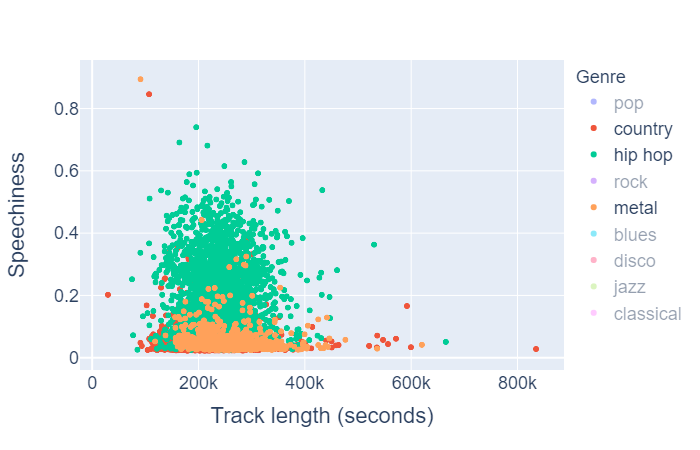 Genre
pop
country
hip hop
rock
metal
blues
disco
jazz
classical
Speechiness
0.8
0.6
0.4
0.2
0
0 200k 400k 600k 800k
Track length (seconds)